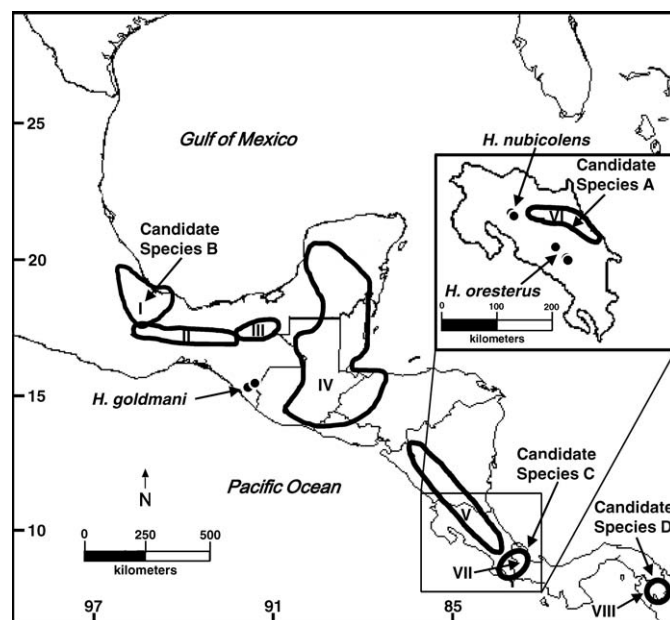 25
20
15
10
97
91
85
Gulf of Mexico
H. nubicolens
Candidate
Species A
VI
H. oresterus
0 100 200
kilometers
Candidate
Species B
I
II
III
IV
H. goldmani
N
Pacific Ocean
0 250 500
kilometers
V
Candidate
Species C
VII
Candidate
Species D
VIII